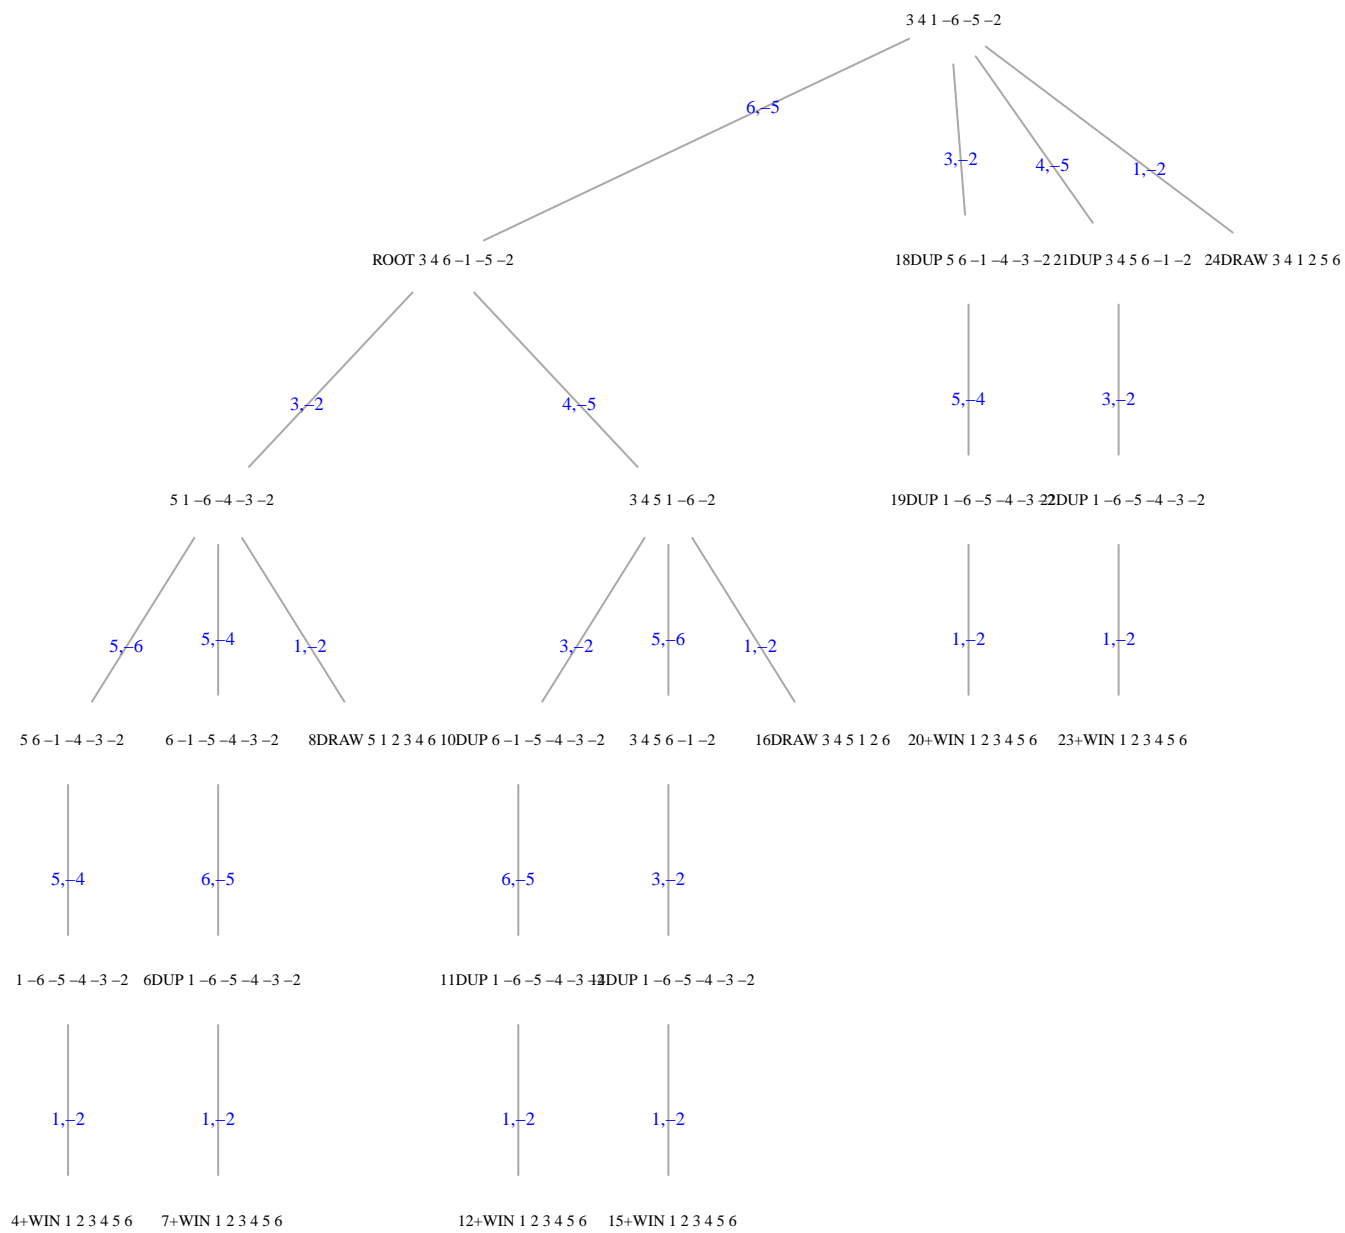 3 4 1 –6 –5 –2
6,–5
3,–2
4,–5
1,–2
ROOT 3 4 6 –1 –5 –2
18DUP 5 6 –1 –4 –3 –2
21DUP 3 4 5 6 –1 –2
24DRAW 3 4 1 2 5 6
3,–2
4,–5
5,–4
3,–2
5 1 –6 –4 –3 –2
3 4 5 1 –6 –2
19DUP 1 –6 –5 –4 –3 –2
22DUP 1 –6 –5 –4 –3 –2
5,–6
5,–4
1,–2
3,–2
5,–6
1,–2
1,–2
1,–2
5 6 –1 –4 –3 –2
6 –1 –5 –4 –3 –2
8DRAW 5 1 2 3 4 6
10DUP 6 –1 –5 –4 –3 –2
3 4 5 6 –1 –2
16DRAW 3 4 5 1 2 6
20+WIN 1 2 3 4 5 6
23+WIN 1 2 3 4 5 6
5,–4
6,–5
6,–5
3,–2
1 –6 –5 –4 –3 –2
6DUP 1 –6 –5 –4 –3 –2
11DUP 1 –6 –5 –4 –3 –2
14DUP 1 –6 –5 –4 –3 –2
1,–2
1,–2
1,–2
1,–2
4+WIN 1 2 3 4 5 6
7+WIN 1 2 3 4 5 6
12+WIN 1 2 3 4 5 6
15+WIN 1 2 3 4 5 6